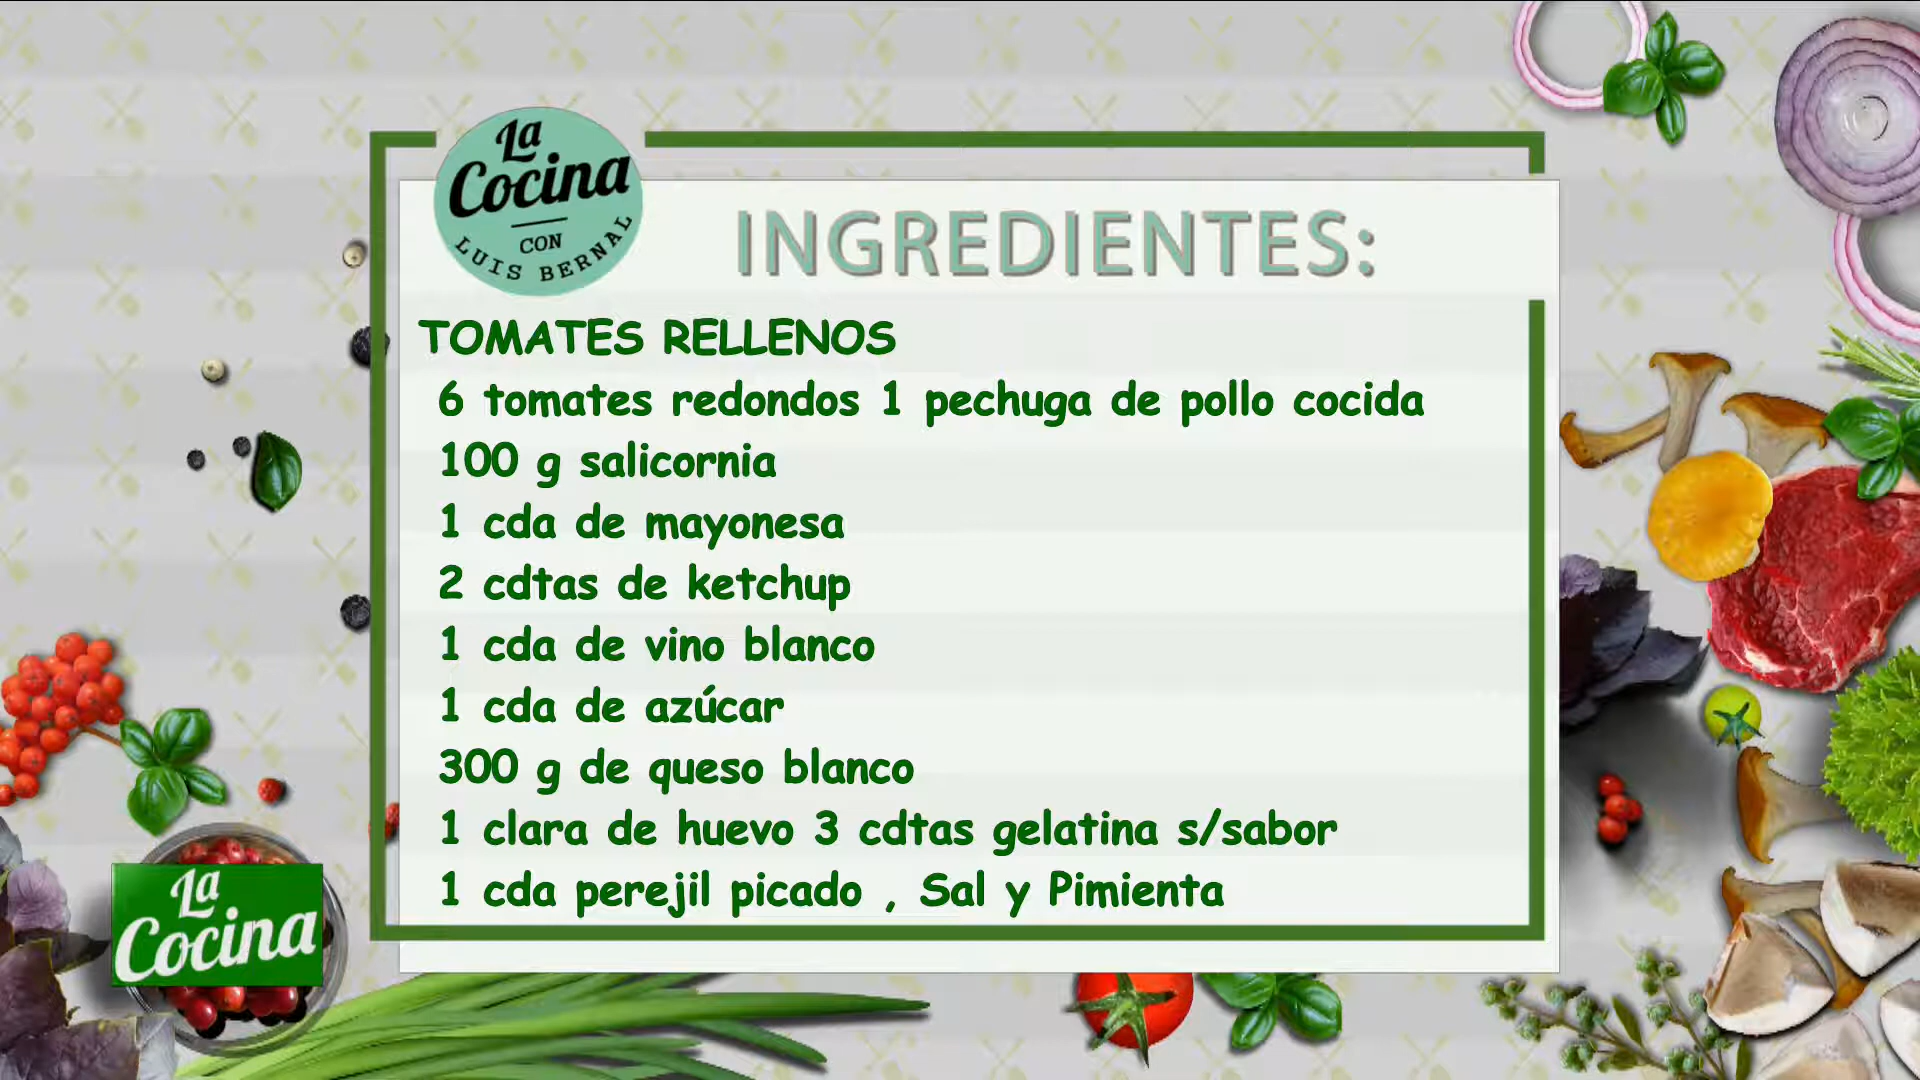 La
Cocina
CON
LUIS BERNAL
INGREDIENTES:
TOMATES RELLENOS
6 tomates redondos 1 pechuga de pollo cocida
100 g salicornia
1 cda de mayonesa
2 cdtas de ketchup
1 cda de vino blanco
1 cda de azúcar
300 g de queso blanco
1 clara de huevo 3 cdtas gelatina s/sabor
1 cda perejil picado , Sal y Pimienta
La
Cocina